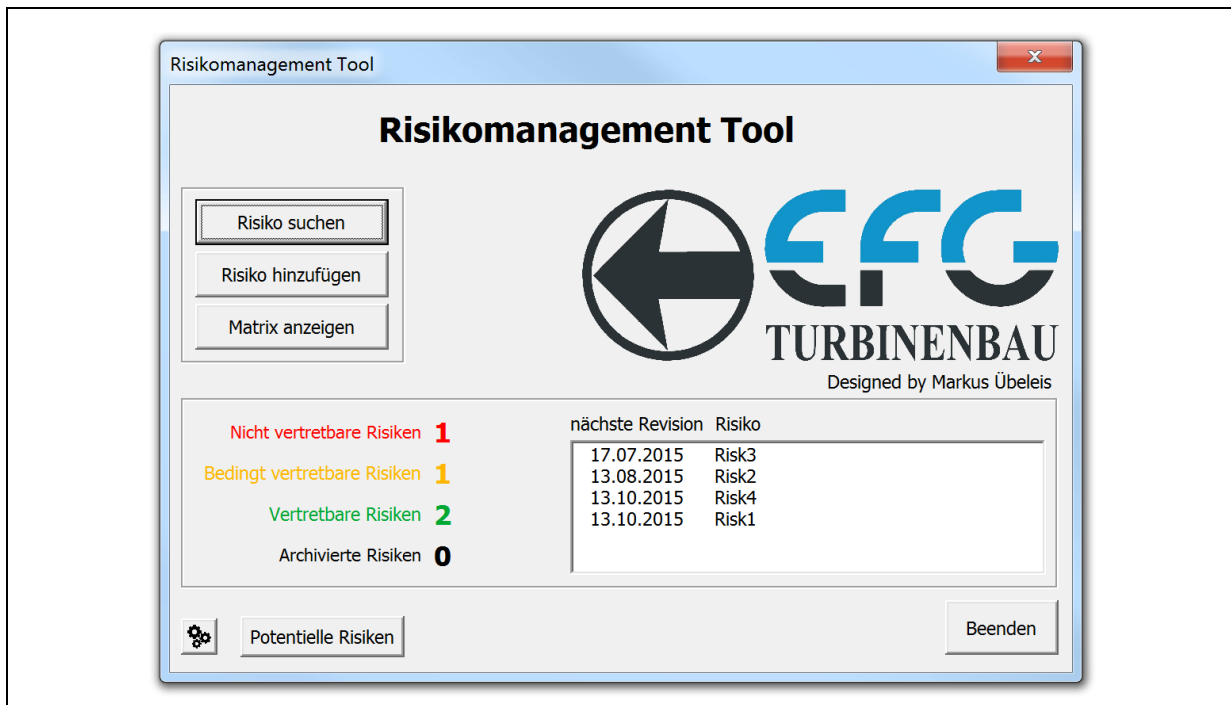 Risikomanagement Tool
x
Risikomanagement Tool
Risiko suchen
Risiko hinzufügen
Matrix anzeigen
EFG
TURBINENBAU
Designed by Markus Übeleis
Nicht vertretbare Risiken 1
Bedingt vertretbare Risiken 1
Vertretbare Risiken 2
Archivierte Risiken 0
nächste Revision Risiko
17.07.2015 Risk3
13.08.2015 Risk2
13.10.2015 Risk4
13.10.2015 Risk1
Potentielle Risiken
Beenden